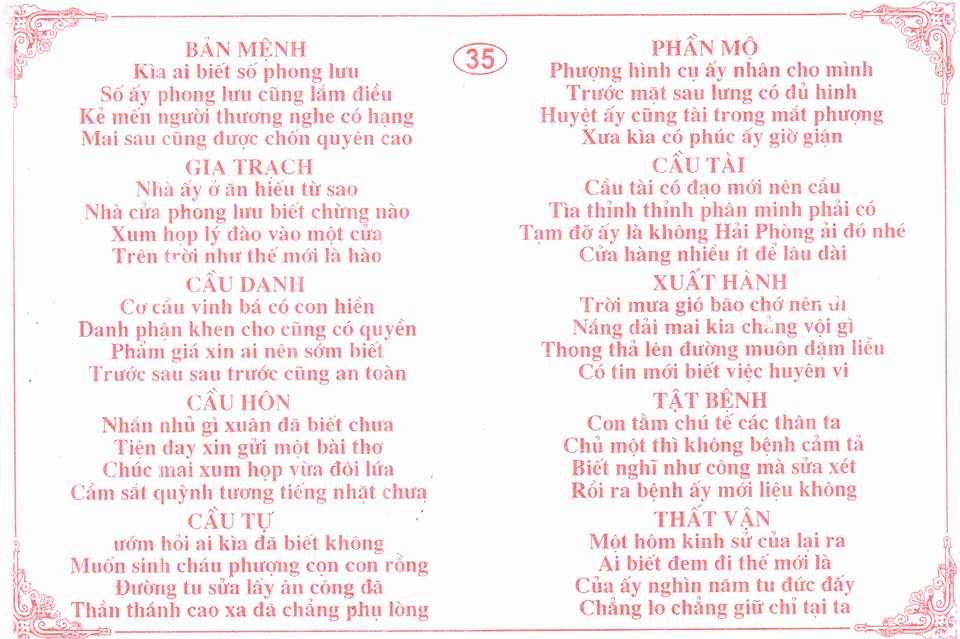 35
BẢN MỆNH
Kìa ai biết số phong lưu
Số ấy phong lưu cũng lắm điều
Kẻ mến người thương nghe có hạng
Mai sau cũng được chốn quyền cao
GIA TRẠCH
Nhà ấy ở ăn hiếu từ sao
Nhà cửa phong lưu biết chừng nào
Xum họp lý đào vào một cửa
Trên trời như thế mới là hào
CẦU DANH
Cơ cầu vinh bá có con hiền
Danh phận khen cho cũng có quyền
Phẩm giá xin ai nên sớm biết
Trước sau sau trước cũng an toàn
CẦU HÔN
Nhắn nhủ gì xuân đã biết chưa
Tiện đay xin gửi một bài thơ
Chúc mai xum họp vừa đôi lứa
Cầm sắt quỳnh tương tiếng nhặt chưa
CẦU TỰ
ướm hỏi ai kìa đã biết không
Muốn sinh cháu phượng cọn con rồng
Đường tu sửa lấy ân công đã
Thần thánh cao xa đã chẳng phụ lòng
PHẦN MỘ
Phượng hình cụ ấy nhân cho mình
Trước mặt sau lưng có đủ hình
Huyệt ấy cũng tài trong mắt phượng
Xưa kìa có phúc ấy giờ giận
CẦU TÀI
Cầu tài có đạo mới nên cầu
Tìa thỉnh thỉnh phân minh phải có
Tạm đỡ ấy là không Hải Phòng ải đó nhé
Cửa hàng nhiều ít để lâu dài
XUẤT HÀNH
Trời mưa gió bão chớ nên đi
Nắng dải mai kia chẳng vội gì
Thong thả lên đường muôn dặm liễu
Có tin mới biết việc huyền vi
TẬT BỆNH
Con tằm chú tế các thân ta
Chủ một thì không bệnh cảm tả
Biết nghĩ như công mà sửa xét
Rồi ra bệnh ấy mới liệu không
THẤT VẬN
Một hôm kinh sử của lại ra
Ai biết đem đi thế mới là
Của ấy nghìn năm tu đức đấy
Chẳng lo chẳng giữ chỉ tại ta